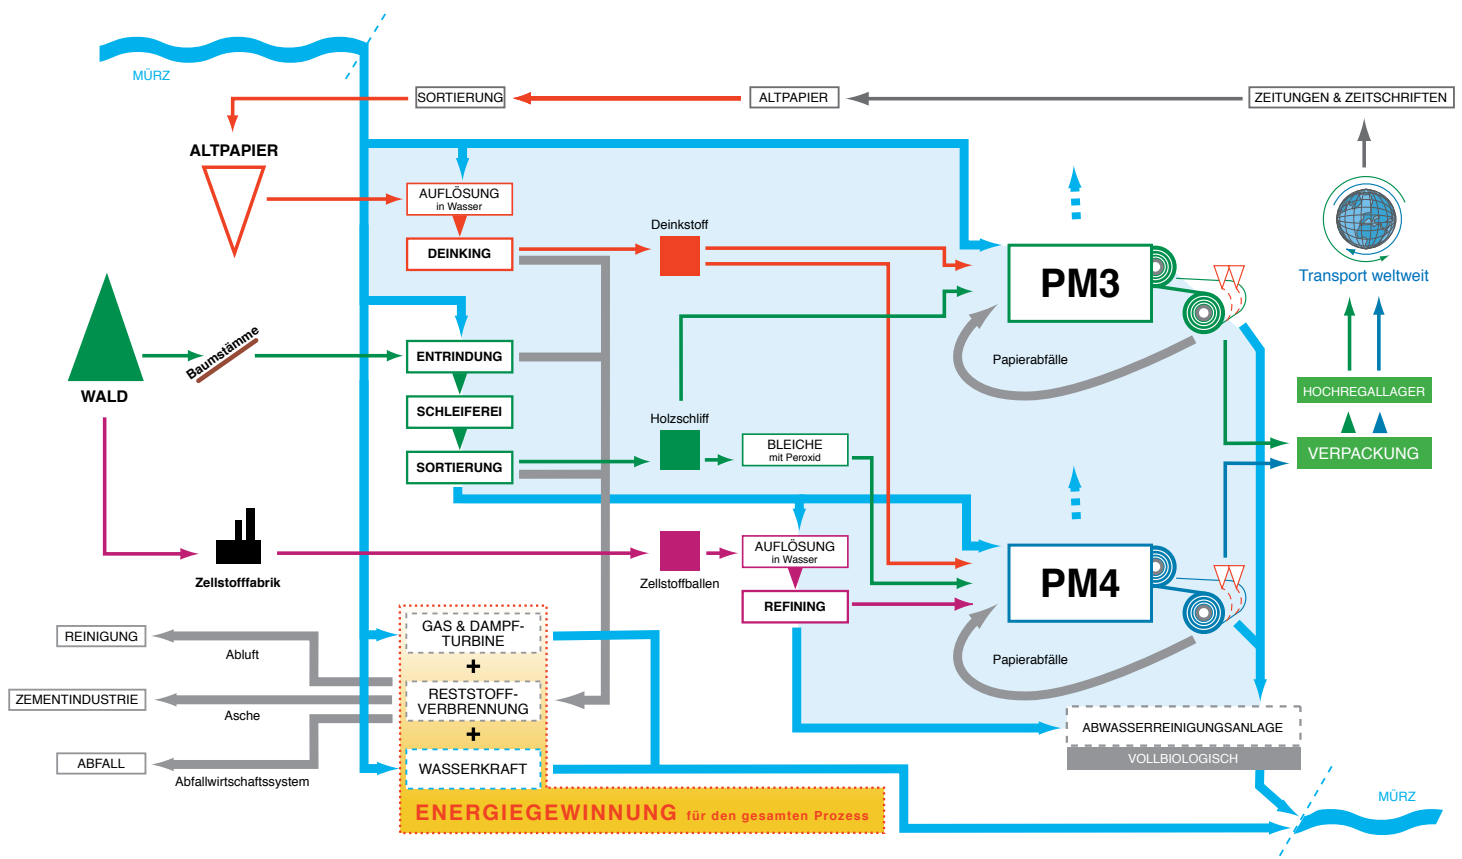 MÜRZ
SORTIERUNG
ALTPAPIER
ZEITUNGEN & ZEITSCHRIFTEN
ALTPAPIER
AUFLÖSUNG
in Wasser
DEINKING
Deinkstoff
PM3
Transport weltweit
Baumstämme
WALD
ENTRINDUNG
SCHLEIFEREI
SORTIERUNG
Holzschliff
BLEICHE
mit Peroxid
Papierabfälle
HOCHREGALLAGER
VERPACKUNG
Zellstofffabrik
Zellstoffballen
AUFLÖSUNG
in Wasser
REFINING
PM4
Papierabfälle
REINIGUNG
Abluft
ZEMENTINDUSTRIE
Asche
ABFALL
Abfallwirtschaftssystem
GAS & DAMPF-
TURBINE
+
RESTSTOFF-
VERBRENNUNG
+
WASSERKRAFT
ENERGIEGEWINNUNG für den gesamten Prozess
ABWASSERREINIGUNGSANLAGE
VOLLBIOLOGISCH
MÜRZ